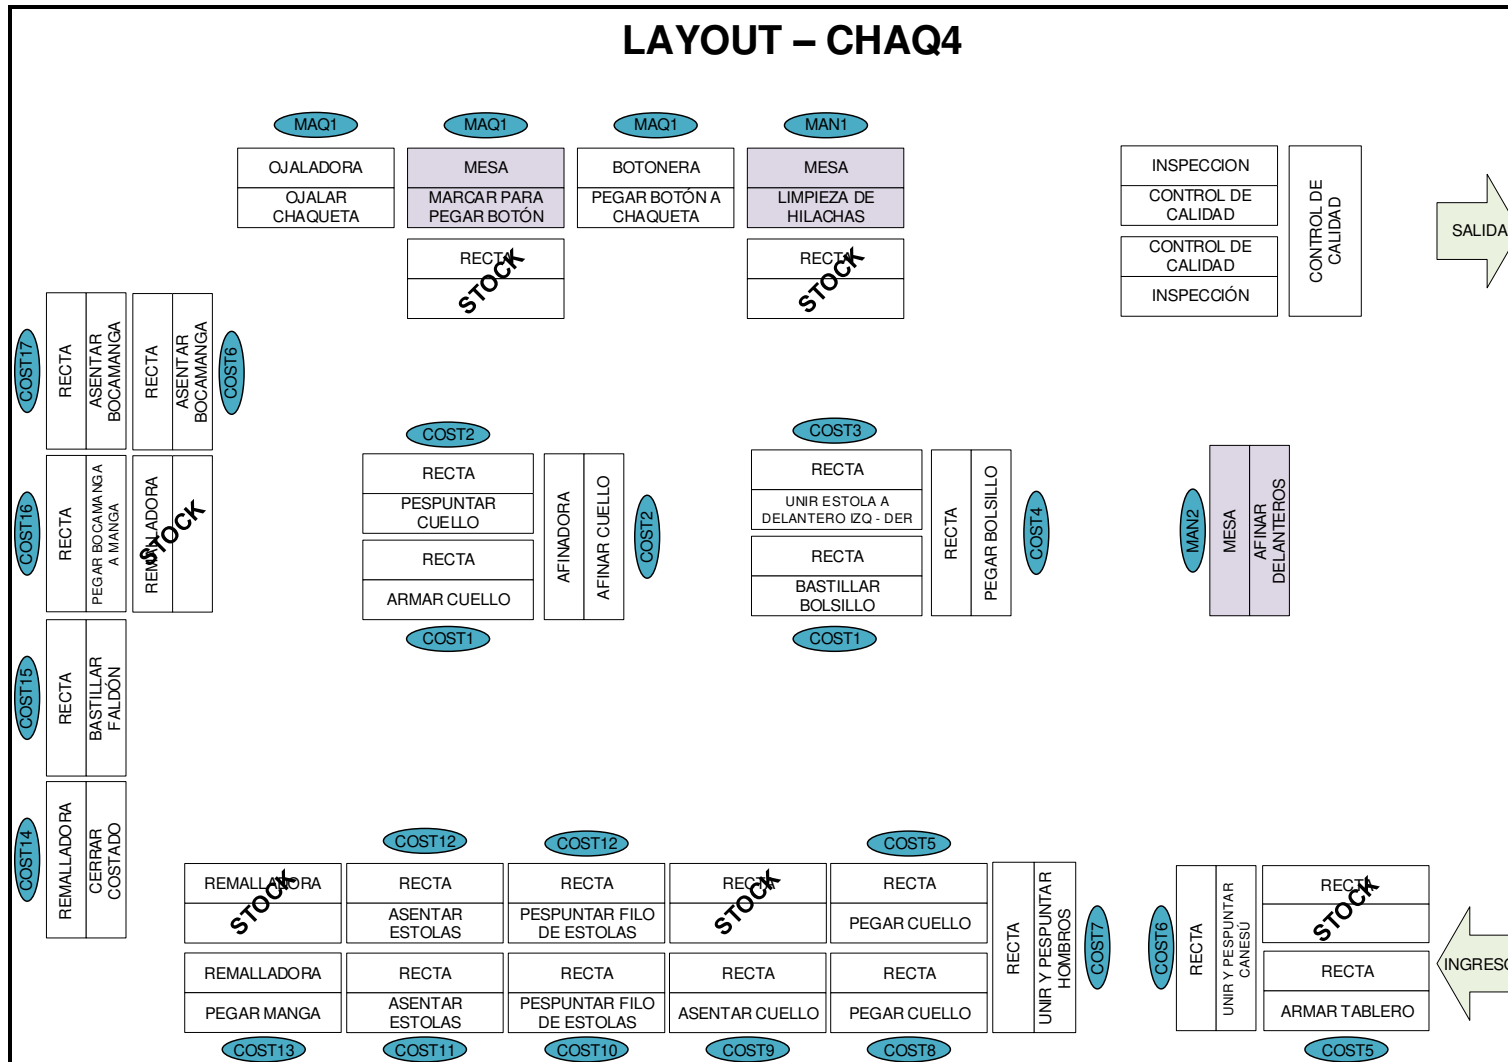 LAYOUT – CHAQ4
MAQ1
MAQ1
MAQ1
MAN1
OJALADORA
OJALAR
CHAQUETA
MESA
MARCAR PARA
PEGAR BOTÓN
BOTONERA
PEGAR BOTÓN A
CHAQUETA
MESA
LIMPIEZA DE
HILACHAS
RECTA
STOCK
RECTA
STOCK
INSPECCION
CONTROL DE
CALIDAD
CONTROL DE
CALIDAD
INSPECCIÓN
CONTROL DE
CALIDAD
SALIDA
COST17
RECTA
ASENTAR
BOCAMANGA
RECTA
ASENTAR
BOCAMANGA
COST6
COST16
RECTA
PEGAR BOCAMANGA
A MANGA
REMALLADORA
STOCK
COST15
RECTA
BASTILLAR
FALDÓN
COST14
REMALLADORA
CERRAR
COSTADO
COST2
RECTA
PESPUNTAR
CUELLO
RECTA
ARMAR CUELLO
COST1
AFINADORA
AFINAR CUELLO
COST2
COST3
RECTA
UNIR ESTOLA A
DELANTERO IZQ - DER
RECTA
BASTILLAR
BOLSILLO
COST1
RECTA
PEGAR BOLSILLO
COST4
MAN2
MESA
AFINAR
DELANTEROS
COST12
COST12
COST5
REMALLADORA
STOCK
RECTA
ASENTAR
ESTOLAS
RECTA
PESPUNTAR FILO
DE ESTOLAS
RECTA
STOCK
RECTA
PEGAR CUELLO
REMALLADORA
PEGAR MANGA
RECTA
ASENTAR
ESTOLAS
RECTA
PESPUNTAR FILO
DE ESTOLAS
RECTA
ASENTAR CUELLO
RECTA
PEGAR CUELLO
COST13
COST11
COST10
COST9
COST8
RECTA
UNIR Y PESPUNTAR
HOMBROS
COST7
COST6
RECTA
UNIR Y PESPUNTAR
CANESÚ
RECTA
STOCK
RECTA
ARMAR TABLERO
COST5
INGRESO